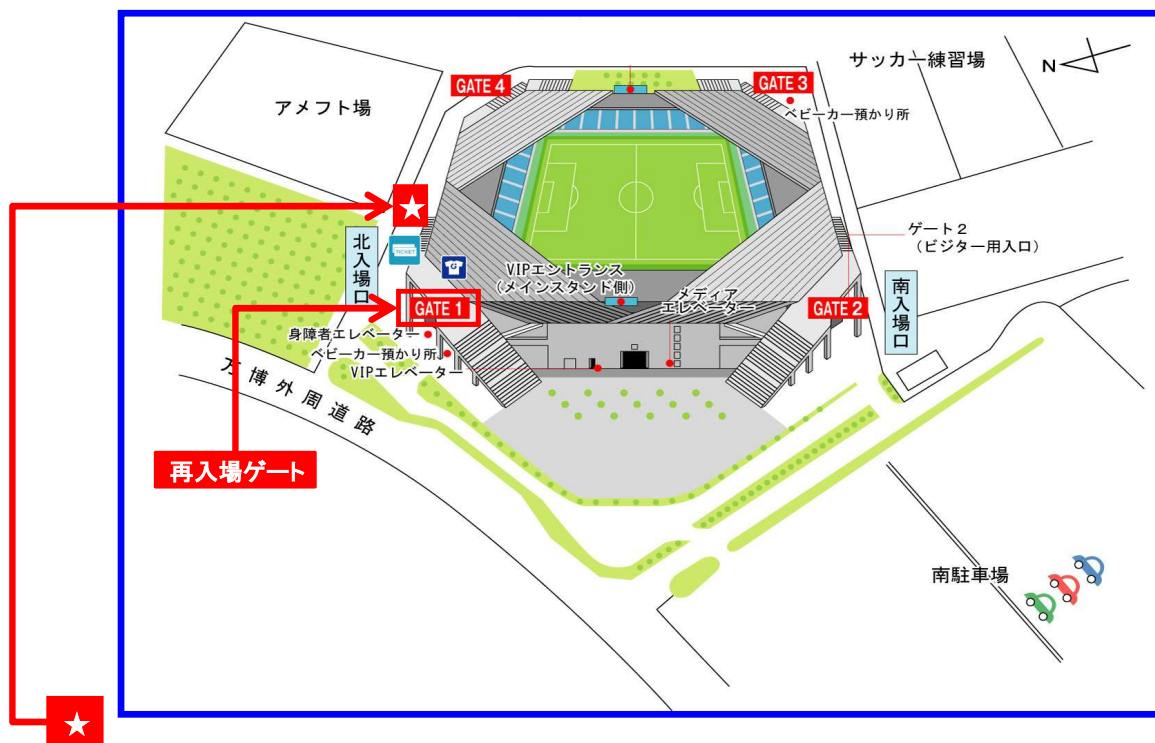 GATE 4
GATE 3
サッカー練習場
N
アメフト場
ベビーカー預かり所
ゲート２
（ビジター用入口）
北入場口
TICKET
G
VIPエントランス
（メインスタンド側）
メディア
エレベーター
南入場口
GATE 1
GATE 2
身障者エレベーター
ベビーカー預かり所
VIPエレベーター
万博外周道路
再入場ゲート
南駐車場